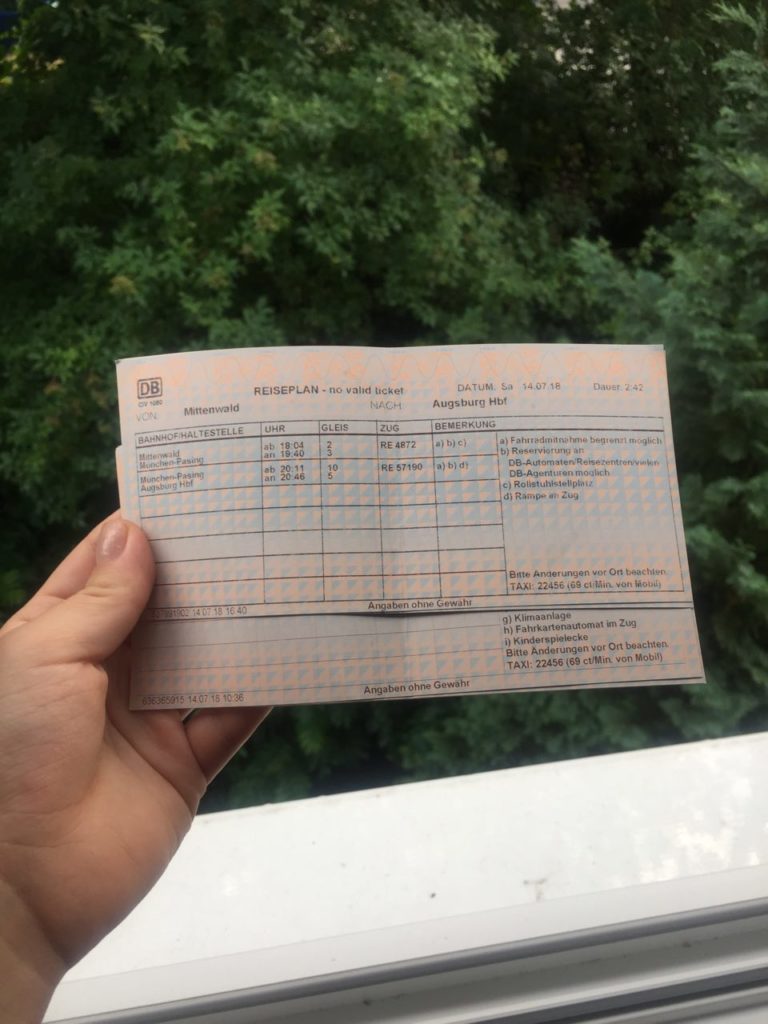 DB
REISEPLAN - no valid ticket
DATUM: Sa 14.07.18
Dauer: 2:42
VON: Mittenwald
NACH: Augsburg Hbf
BAHNHOF/HALTESTELLE UHR GLEIS ZUG BEMERKUNG
Mittenwald ab 18:04 2 RE 4872 a) b) c)
München-Pasing an 19:40 3
München-Pasing ab 20:11 10 RE 57190 a) b) d)
Augsburg Hbf an 20:46 5
a) Fahrradmitnahme begrenzt möglich
b) Reservierung an
DB-Automaten/Reisezentren/vielen
DB-Agenturen möglich
c) Rollstuhlstellplatz
d) Rampe im Zug
Bitte Änderungen vor Ort beachten.
TAXI: 22456 (69 ct/Min. von Mobil)
14.07.18 16:40
Angaben ohne Gewähr
g) Klimaanlage
h) Fahrkartenautomat im Zug
i) Kinderspielecke
Bitte Änderungen vor Ort beachten.
TAXI: 22456 (69 ct/Min. von Mobil)
636365915 14.07.18 10:36
Angaben ohne Gewähr